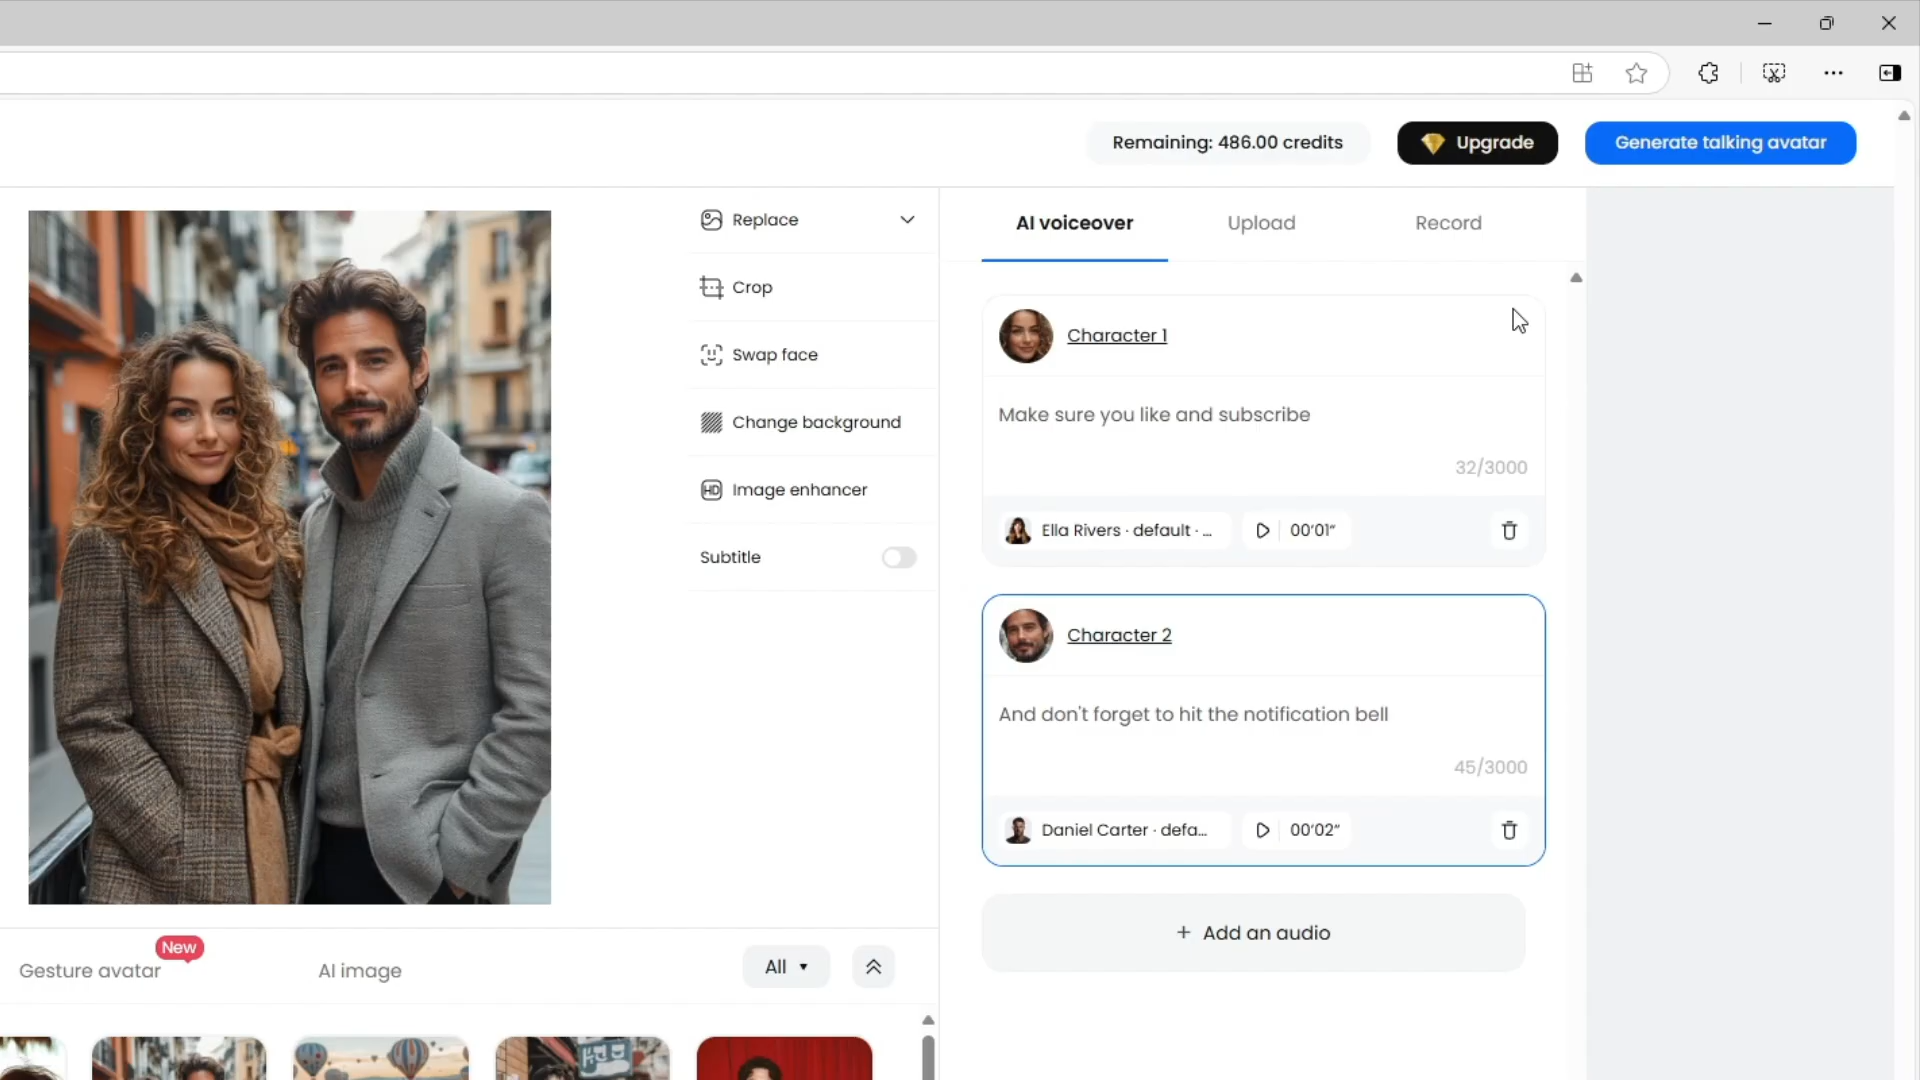 Remaining: 486.00 credits
Upgrade
Generate talking avatar
Replace
Crop
Swap face
Change background
HD Image enhancer
Subtitle
AI voiceover
Upload
Record
Character 1
Make sure you like and subscribe
32/3000
Ella Rivers · default · ...
00'01"
Character 2
And don't forget to hit the notification bell
45/3000
Daniel Carter · defa...
00'02"
+ Add an audio
New
Gesture avatar
AI image
All